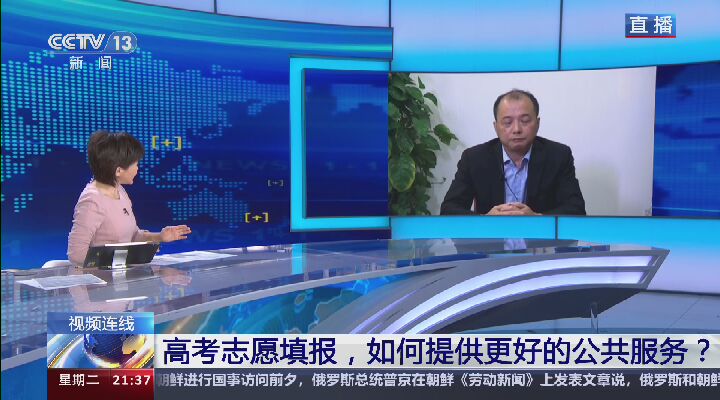 CCTV 13
新闻
直播
[+]
NEWS
[+]
[+]
视频连线
高考志愿填报，如何提供更好的公共服务？
星期二 21:37 朝鲜进行国事访问前夕，俄罗斯总统普京在朝鲜《劳动新闻》上发表文章说，俄罗斯和朝鲜